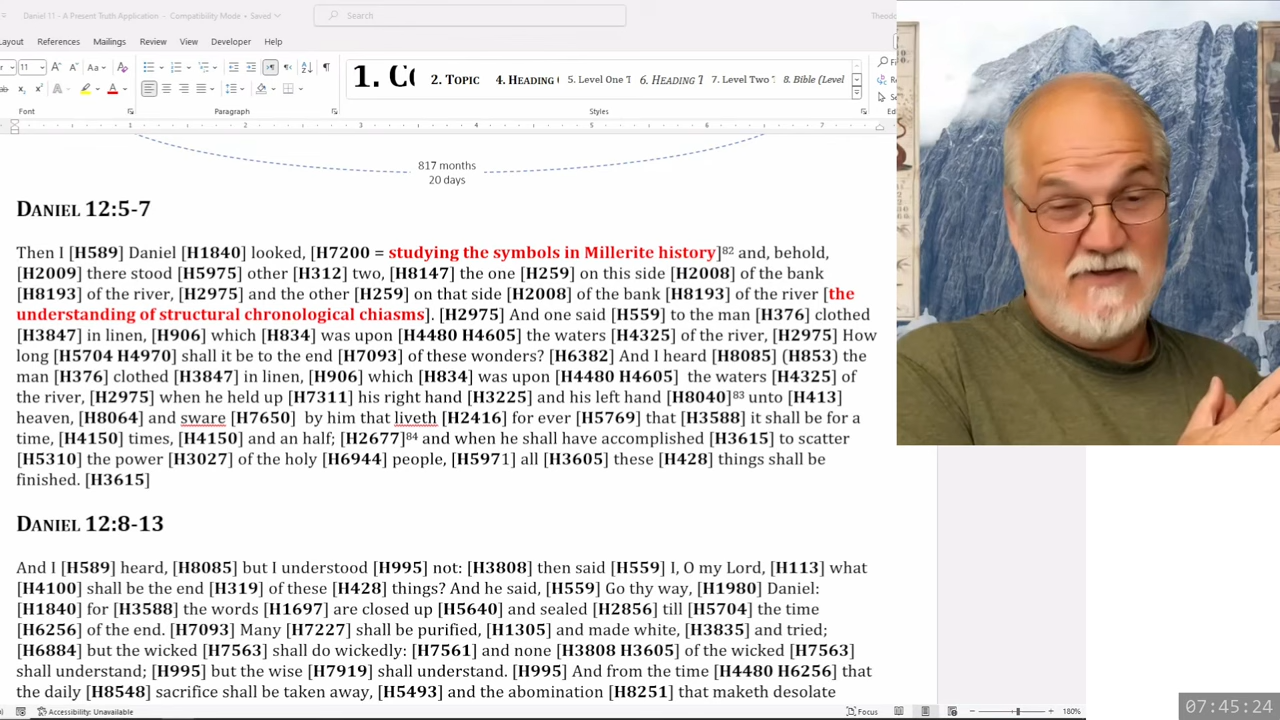 Daniel 11 - A Present Truth Application - Compatibility Mode • Saved
Search
Theodo
Layout References Mailings Review View Developer Help
11
1. Co 2. Topic 4. Heading 5. Level One T 6. Heading T 7. Level Two T 8. Bible (Level
Font Paragraph Styles
1 2 3 4 5 6 7
817 months
20 days
Daniel 12:5-7
Then I [H589] Daniel [H1840] looked, [H7200 = studying the symbols in Millerite history]82 and, behold,
[H2009] there stood [H5975] other [H312] two, [H8147] the one [H259] on this side [H2008] of the bank
[H8193] of the river, [H2975] and the other [H259] on that side [H2008] of the bank [H8193] of the river [the
understanding of structural chronological chiasms]. [H2975] And one said [H559] to the man [H376] clothed
[H3847] in linen, [H906] which [H834] was upon [H4480 H4605] the waters [H4325] of the river, [H2975] How
long [H5704 H4970] shall it be to the end [H7093] of these wonders? [H6382] And I heard [H8085] (H853) the
man [H376] clothed [H3847] in linen, [H906] which [H834] was upon [H4480 H4605] the waters [H4325] of
the river, [H2975] when he held up [H7311] his right hand [H3225] and his left hand [H8040]83 unto [H413]
heaven, [H8064] and sware [H7650] by him that liveth [H2416] for ever [H5769] that [H3588] it shall be for a
time, [H4150] times, [H4150] and an half; [H2677]84 and when he shall have accomplished [H3615] to scatter
[H5310] the power [H3027] of the holy [H6944] people, [H5971] all [H3605] these [H428] things shall be
finished. [H3615]
Daniel 12:8-13
And I [H589] heard, [H8085] but I understood [H995] not: [H3808] then said [H559] I, O my Lord, [H113] what
[H4100] shall be the end [H319] of these [H428] things? And he said, [H559] Go thy way, [H1980] Daniel:
[H1840] for [H3588] the words [H1697] are closed up [H5640] and sealed [H2856] till [H5704] the time
[H6256] of the end. [H7093] Many [H7227] shall be purified, [H1305] and made white, [H3835] and tried;
[H6884] but the wicked [H7563] shall do wickedly: [H7561] and none [H3808 H3605] of the wicked [H7563]
shall understand; [H995] but the wise [H7919] shall understand. [H995] And from the time [H4480 H6256] that
the daily [H8548] sacrifice shall be taken away, [H5493] and the abomination [H8251] that maketh desolate
Accessibility: Unavailable Focus 180%
07:45:24